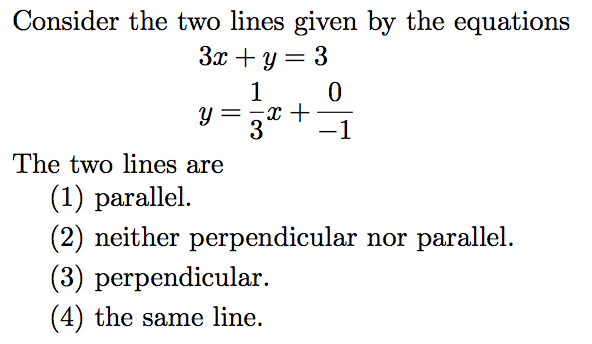 Consider the two lines given by the equations
3x + y = 3
y = \frac{1}{3}x + \frac{0}{-1}
The two lines are
(1) parallel.
(2) neither perpendicular nor parallel.
(3) perpendicular.
(4) the same line.